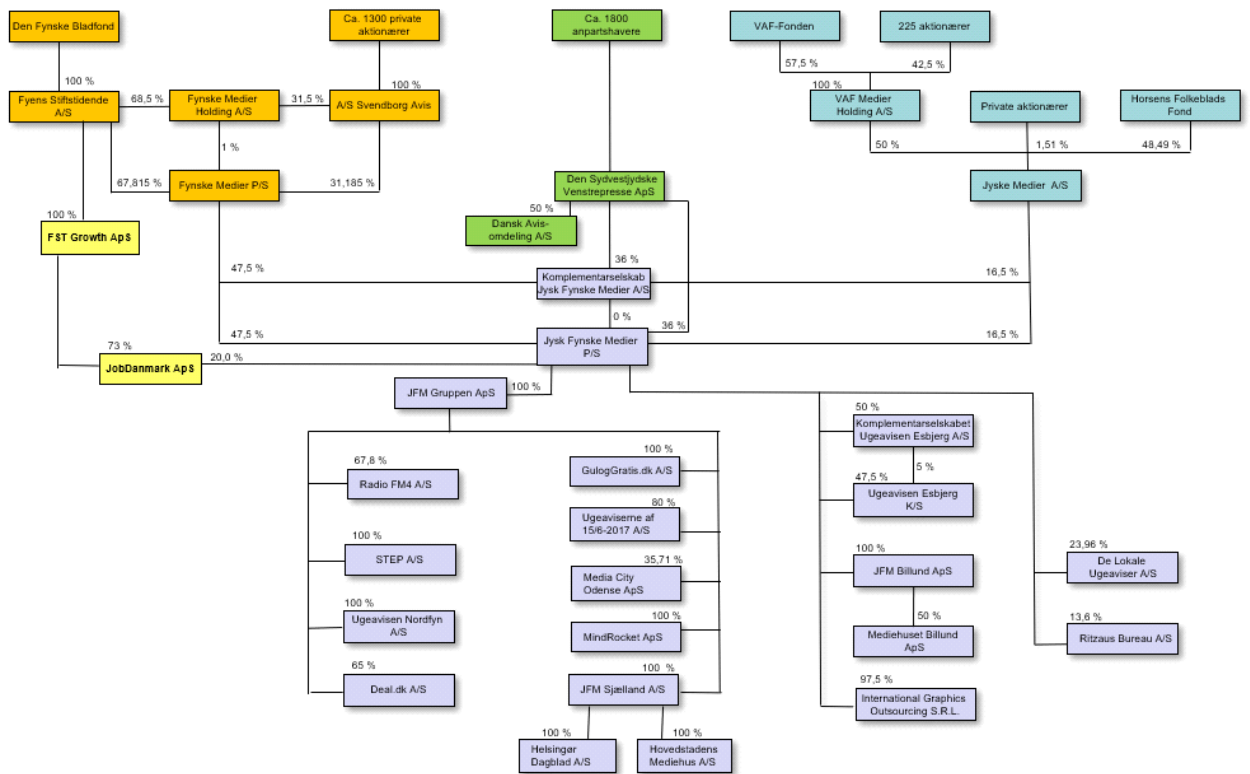 Den Fynske Bladfond
Ca. 1300 private
aktionærer
Ca. 1800
anpartshavere
VAF-Fonden
225 aktionærer
57,5 %
42,5 %
100 %
100 %
100 %
Fyens Stiftstidende
A/S
68,5 %
Fynske Medier
Holding A/S
31,5 %
A/S Svendborg Avis
VAF Medier
Holding A/S
Private aktionærer
Horsens Folkeblads
Fond
1 %
50 %
1,51 %
48,49 %
67,815 %
Fynske Medier P/S
31,185 %
Den Sydvestjydske
Venstrepresse ApS
Jyske Medier A/S
100 %
FST Growth ApS
50 %
Dansk Avis-
omdeling A/S
47,5 %
36 %
16,5 %
Komplementarselskab
Jysk Fynske Medier A/S
0 %
36 %
47,5 %
Jysk Fynske Medier
P/S
16,5 %
73 %
JobDanmark ApS
20,0 %
JFM Gruppen ApS
100 %
50 %
Komplementarselskabet
Ugeavisen Esbjerg A/S
67,8 %
Radio FM4 A/S
100 %
GulogGratis.dk A/S
5 %
47,5 %
Ugeavisen Esbjerg
K/S
80 %
Ugeaviserne af
15/6-2017 A/S
100 %
STEP A/S
35,71 %
Media City
Odense ApS
100 %
JFM Billund ApS
23,96 %
De Lokale
Ugeaviser A/S
100 %
Ugeavisen Nordfyn
A/S
100 %
MindRocket ApS
50 %
Mediehuset Billund
ApS
13,6 %
Ritzaus Bureau A/S
65 %
Deal.dk A/S
100 %
JFM Sjælland A/S
97,5 %
International Graphics
Outsourcing S.R.L.
100 %
Helsingør
Dagblad A/S
100 %
Hovedstadens
Mediehus A/S